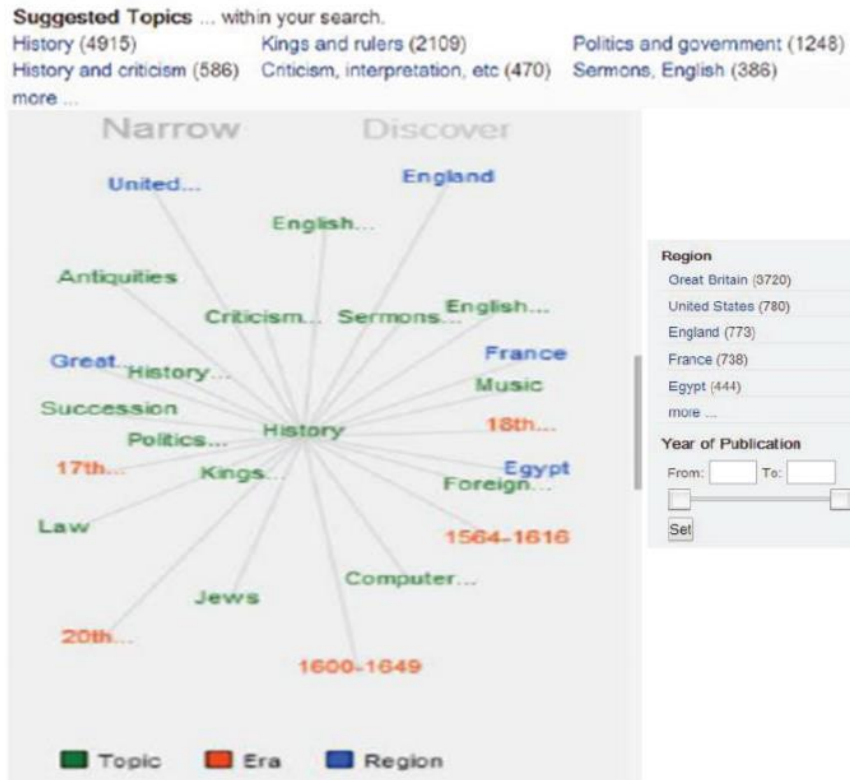 Suggested Topics ... within your search.
History (4915) Kings and rulers (2109) Politics and government (1248)
History and criticism (586) Criticism, interpretation, etc (470) Sermons, English (386)
more ...
Narrow Discover
United... England
English...
Antiquities
Criticism... Sermons... English...
Great... France
History... Music
Succession
History 18th...
Politics...
17th... Kings... Egypt
Foreign...
Law
1564-1616
Computer...
Jews
20th...
1600-1649
Topic Era Region
Region
Great Britain (3720)
United States (780)
England (773)
France (738)
Egypt (444)
more ...
Year of Publication
From: To:
Set